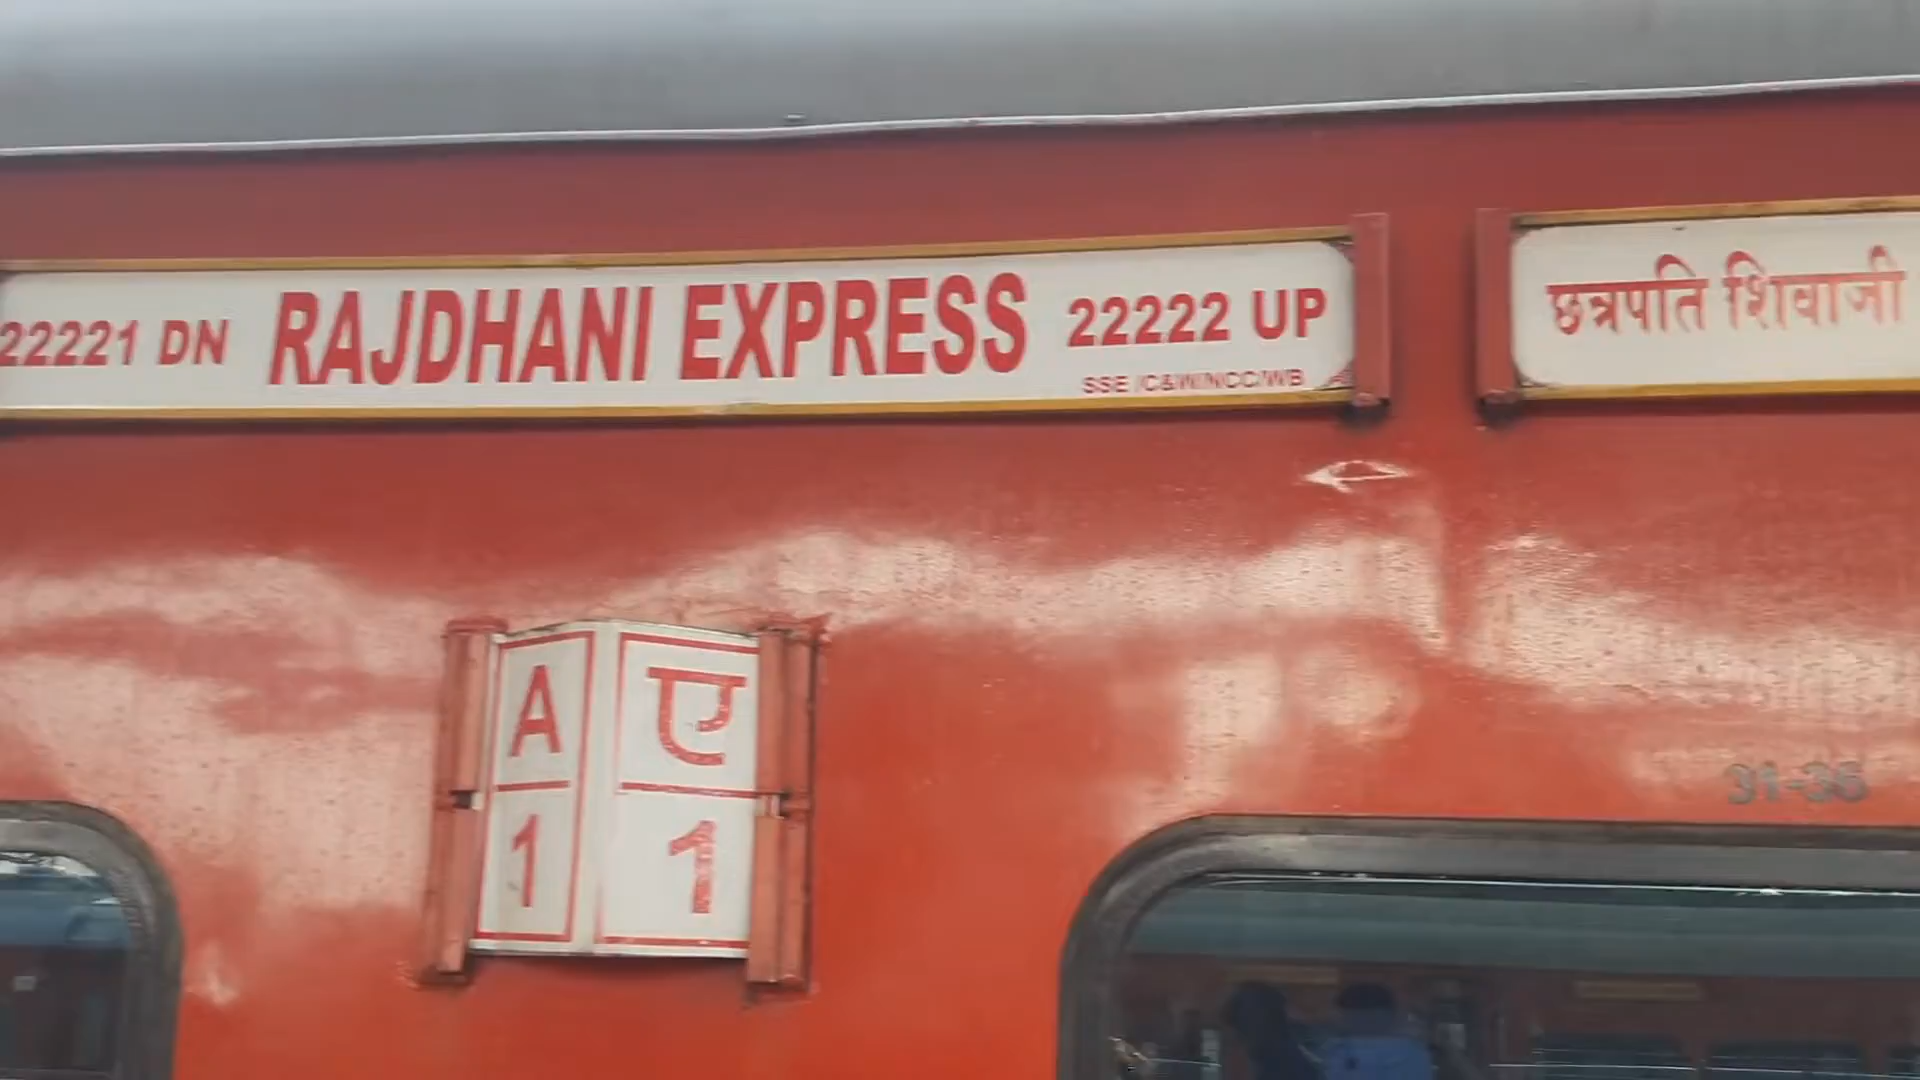 22221 DN RAJDHANI EXPRESS 22222 UP
SSE /C&W/NCC/WB
छत्रपति शिवाजी
A ए
1 1
31-36